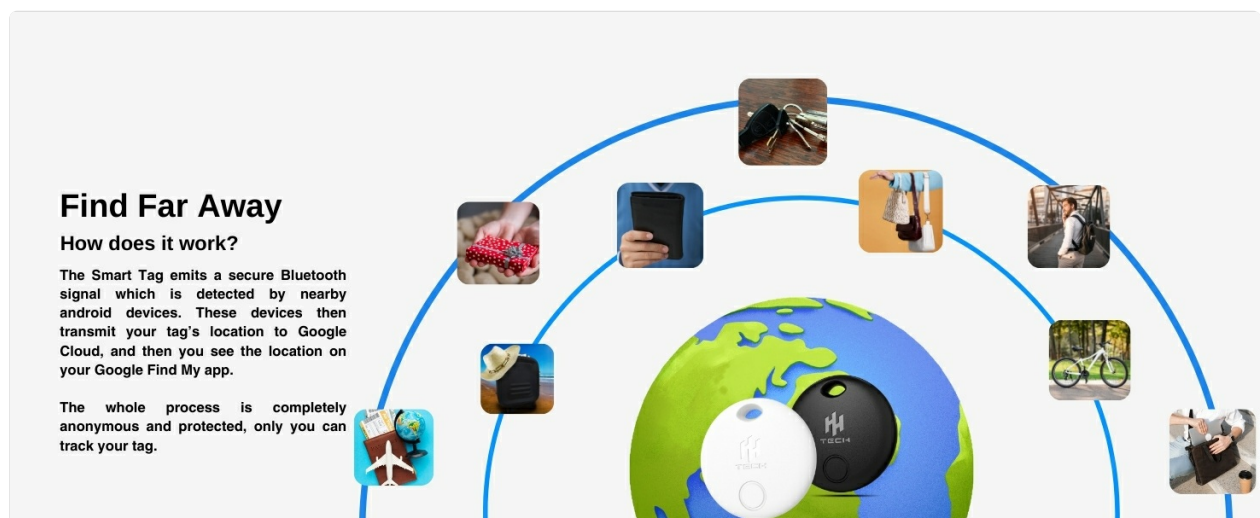 Find Far Away
How does it work?
The Smart Tag emits a secure Bluetooth
signal which is detected by nearby
android devices. These devices then
transmit your tag's location to Google
Cloud, and then you see the location on
your Google Find My app.
The whole process is completely
anonymous and protected, only you can
track your tag.
TECH
TECH